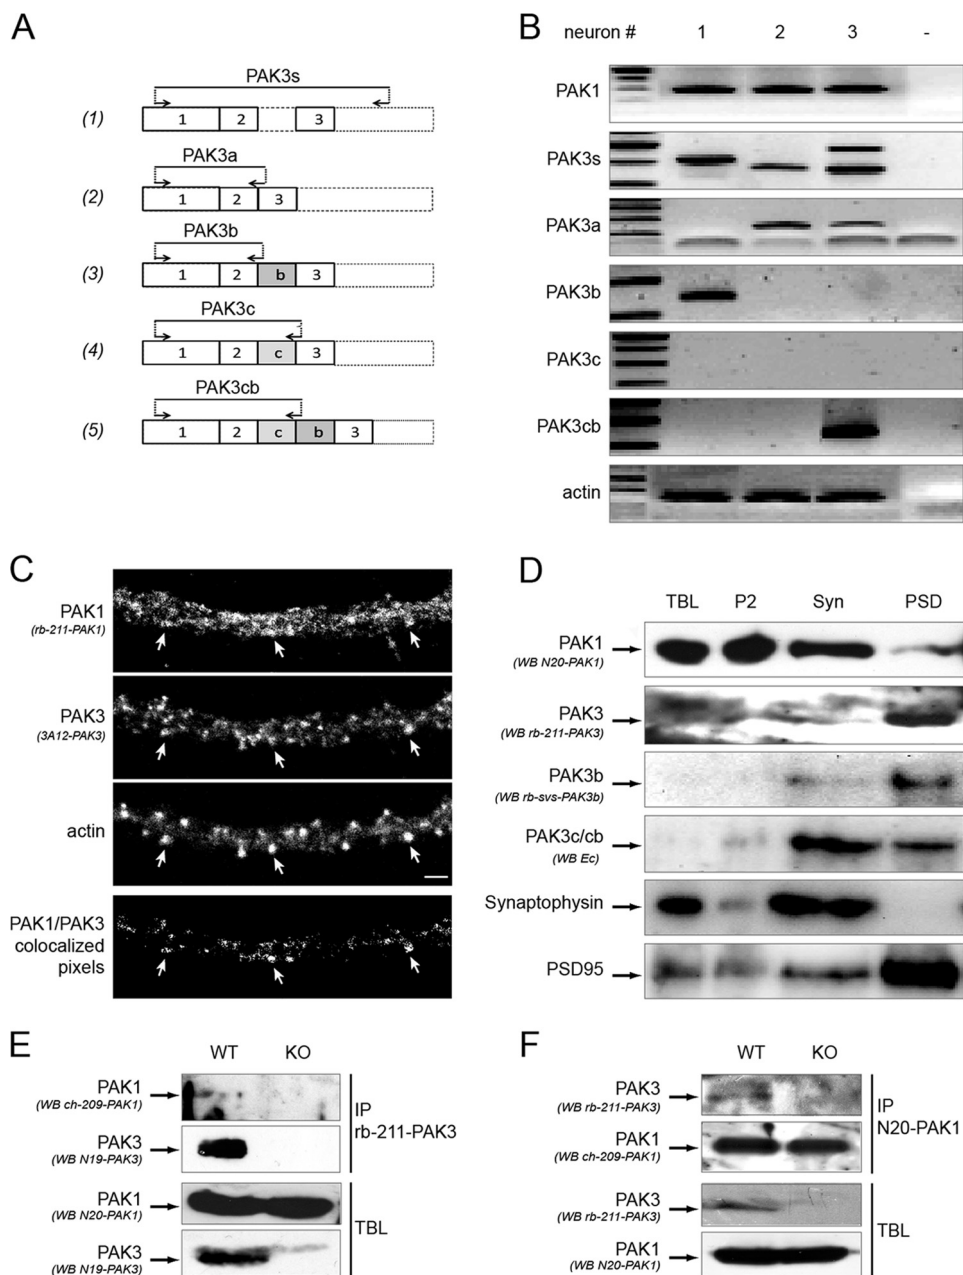 A
PAK3s
(1) 1 2 3
PAK3a
(2) 1 2 3
PAK3b
(3) 1 2 b 3
PAK3c
(4) 1 2 c 3
PAK3cb
(5) 1 2 c b 3
B
neuron # 1 2 3 -
PAK1
PAK3s
PAK3a
PAK3b
PAK3c
PAK3cb
actin
C
PAK1
(rb-211-PAK1)
PAK3
(3A12-PAK3)
actin
PAK1/PAK3
colocalized
pixels
D
TBL P2 Syn PSD
PAK1
(WB N20-PAK1)
PAK3
(WB rb-211-PAK3)
PAK3b
(WB rb-svs-PAK3b)
PAK3c/cb
(WB Ec)
Synaptophysin
PSD95
E
WT KO
PAK1
(WB ch-209-PAK1)
PAK3
(WB N19-PAK3)
IP
rb-211-PAK3
PAK1
(WB N20-PAK1)
PAK3
(WB N19-PAK3)
TBL
F
WT KO
PAK3
(WB rb-211-PAK3)
PAK1
(WB ch-209-PAK1)
IP
N20-PAK1
PAK3
(WB rb-211-PAK3)
PAK1
(WB N20-PAK1)
TBL